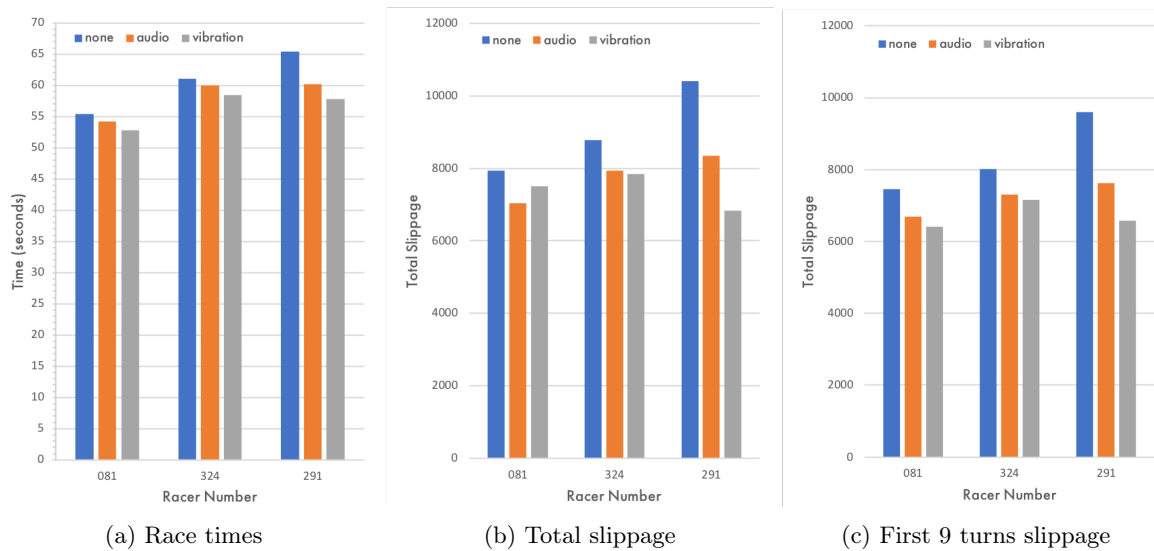 70
65
60
55
50
45
40
35
30
25
20
15
10
5
0
Time (seconds)
none audio vibration
081 324 291
Racer Number
(a) Race times
12000
10000
8000
6000
4000
2000
0
Total Slippage
none audio vibration
081 324 291
Racer Number
(b) Total slippage
12000
10000
8000
6000
4000
2000
0
Total Slippage
none audio vibration
081 324 291
Racer Number
(c) First 9 turns slippage